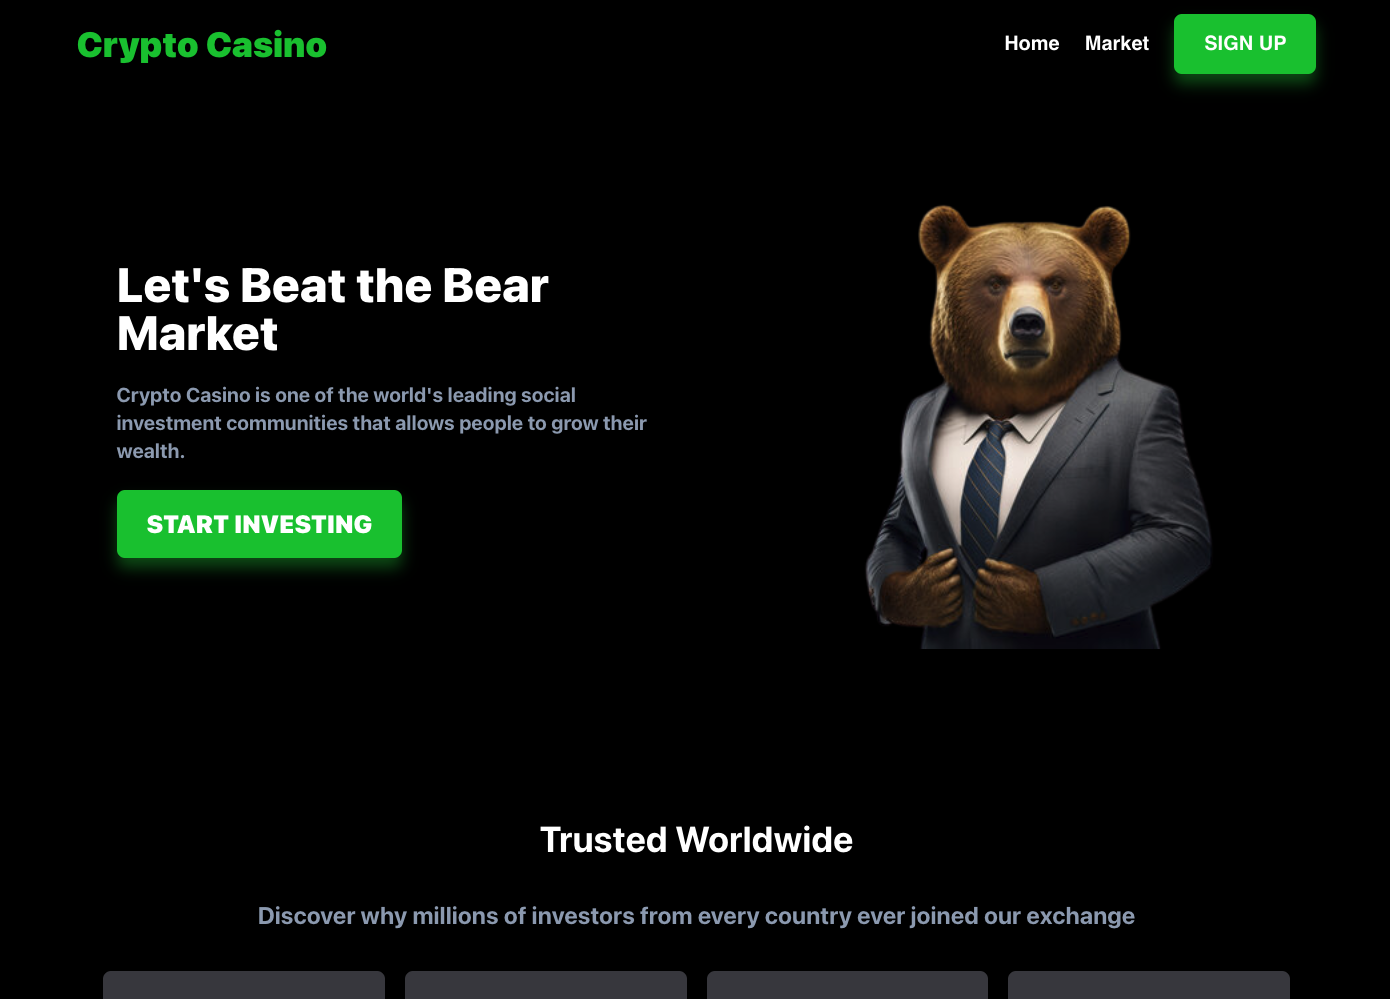 Crypto Casino
Home
Market
SIGN UP
Let's Beat the Bear
Market
Crypto Casino is one of the world's leading social
investment communities that allows people to grow their
wealth.
START INVESTING
Trusted Worldwide
Discover why millions of investors from every country ever joined our exchange